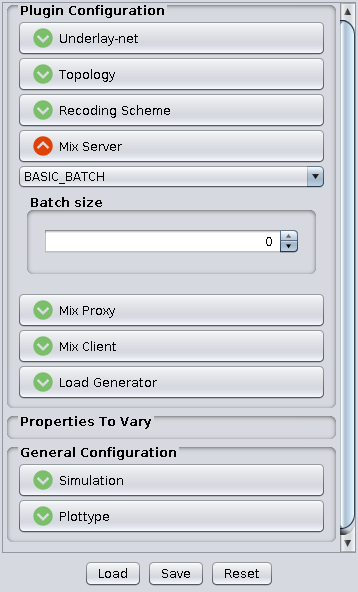 Plugin Configuration
Underlay-net
Topology
Recoding Scheme
Mix Server
BASIC_BATCH
Batch size
0
Mix Proxy
Mix Client
Load Generator
Properties To Vary
General Configuration
Simulation
Plottype
Load Save Reset